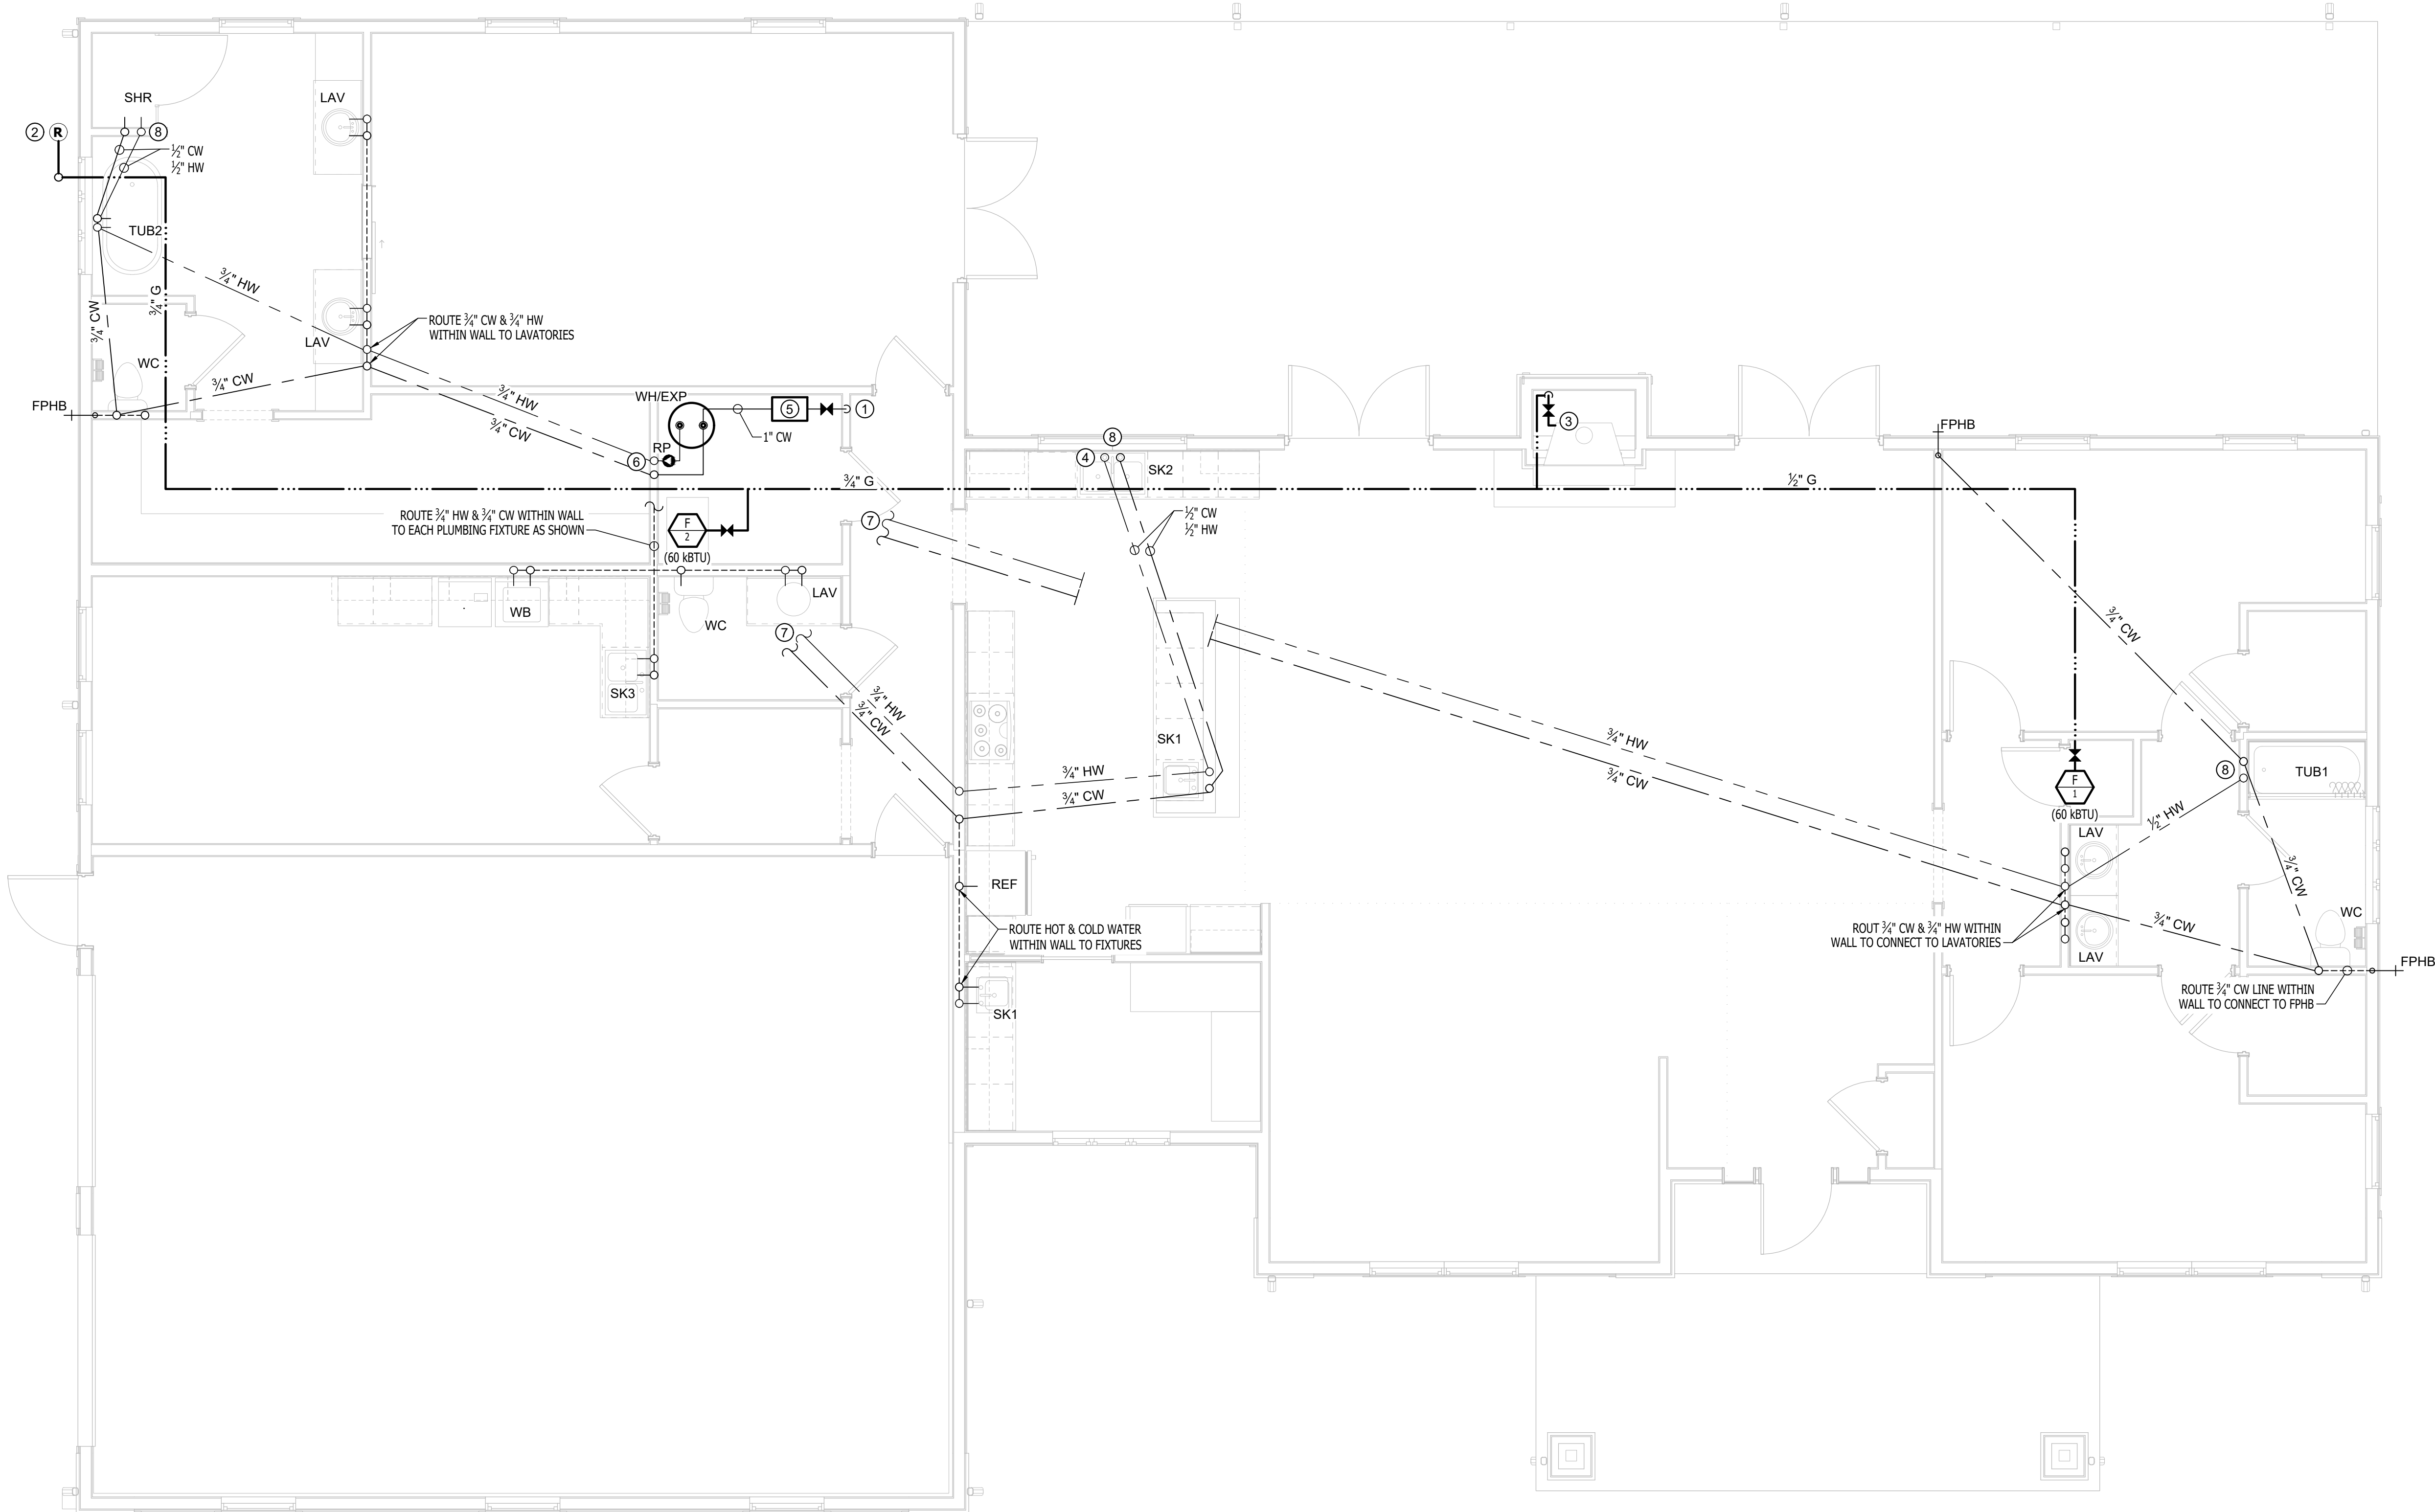 SHR
LAV
2
R
8
½" CW
½" HW
TUB2
¾" HW
¾" G
¾" CW
ROUTE ¾" CW & ¾" HW
WITHIN WALL TO LAVATORIES
LAV
WC
¾" CW
FPHB
¾" HW
¾" CW
WH/EXP
5
1
1" CW
RP
6
3
8
4
SK2
FPHB
¾" G
½" G
ROUTE ¾" HW & ¾" CW WITHIN WALL
TO EACH PLUMBING FIXTURE AS SHOWN
F
2
(60 kBTU)
7
½" CW
½" HW
WB
WC
LAV
7
SK3
¾" HW
¾" CW
¾" CW
SK1
¾" HW
¾" CW
¾" HW
¾" CW
8
TUB1
F
1
(60 kBTU)
LAV
½" HW
¾" CW
REF
ROUTE HOT & COLD WATER
WITHIN WALL TO FIXTURES
ROUT ¾" CW & ¾" HW WITHIN
WALL TO CONNECT TO LAVATORIES
¾" CW
WC
LAV
FPHB
ROUTE ¾" CW LINE WITHIN
WALL TO CONNECT TO FPHB
SK1